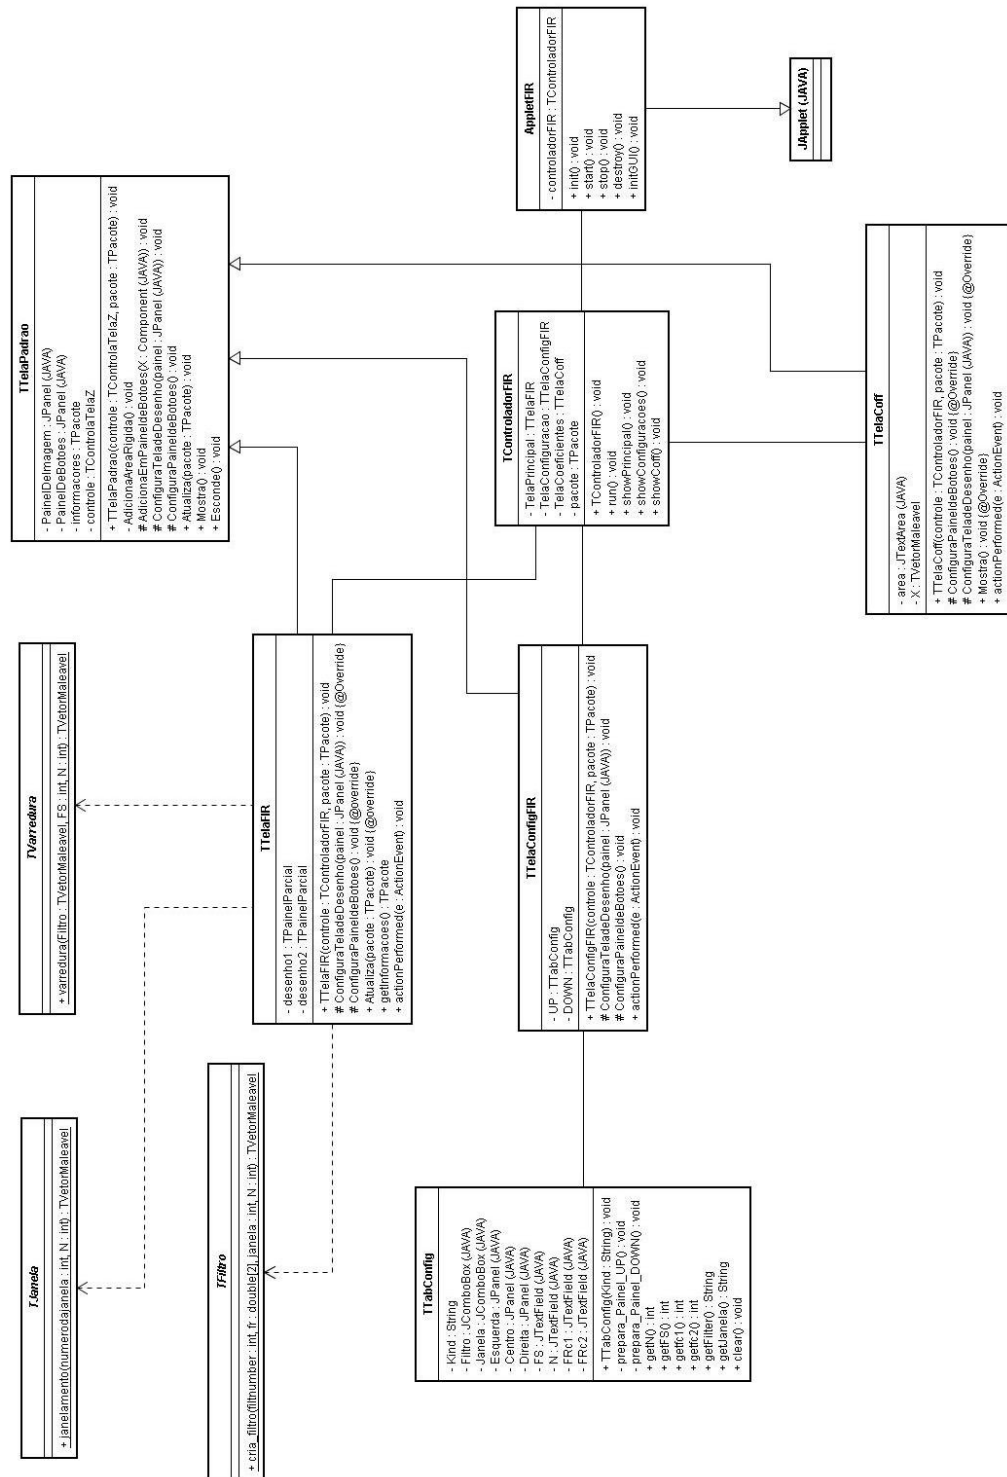 TJanela
+ janelamento(numerodajanela : int, N : int) : TVetorMaleavel
TVarredura
+ varredura(Filtro : TVetorMaleavel, FS : int, N : int) : TVetorMaleavel
TTelaPadrao
- PainelDeImagem : JPanel (JAVA)
- PainelDeBotoes : JPanel (JAVA)
- informacores : TPacote
- controle : TControlaTelaZ
+ TTelaPadrao(controle : TControlaTelaZ, pacote : TPacote) : void
- AdicionaAreaRigida() : void
# AdicionaEmPaineldeBotoes(X : Component (JAVA)) : void
# ConfiguraTeladeDesenho(painel : JPanel (JAVA)) : void
# ConfiguraPaineldeBotoes() : void
+ Atualiza(pacote : TPacote) : void
+ Mostra() : void
+ Esconde() : void
TFiltro
+ cria_filtro(filtnumber : int, fr : double[2], janela : int, N : int) : TVetorMaleavel
TTelaFIR
- desenho1 : TPainelParcial
- desenho2 : TPainelParcial
+ TTelaFIR(controle : TControladorFIR, pacote : TPacote) : void
# ConfiguraTeladeDesenho(painel : JPanel (JAVA)) : void {@Override}
# ConfiguraPaineldeBotoes() : void {@override}
+ Atualiza(pacote : TPacote) : void {@override}
+ getInformacoes() : TPacote
+ actionPerformed(e : ActionEvent) : void
TTabConfig
- Kind : String
- Filtro : JComboBox (JAVA)
- Janela : JComboBox (JAVA)
- Esquerda : JPanel (JAVA)
- Centro : JPanel (JAVA)
- Direita : JPanel (JAVA)
- FS : JTextField (JAVA)
- N : JTextField (JAVA)
- FRc1 : JTextField (JAVA)
- FRc2 : JTextField (JAVA)
+ TTabConfig(Kind : String) : void
- prepara_Painel_UP() : void
- prepara_Painel_DOWN() : void
+ getN() : int
+ getFS() : int
+ getfc1() : int
+ getfc2() : int
+ getFilter() : String
+ getJanela() : String
+ clear() : void
TTelaConfigFIR
- UP : TTabConfig
- DOWN : TTabConfig
+ TTelaConfigFIR(controle : TControladorFIR, pacote : TPacote) : void
# ConfiguraTeladeDesenho(painel : JPanel (JAVA)) : void
# ConfiguraPaineldeBotoes() : void
+ actionPerformed(e : ActionEvent) : void
TControladorFIR
- TelaPrincipal : TTelaFIR
- TelaConfiguracao : TTelaConfigFIR
- TelaCoeficientes : TTelaCoff
- pacote : TPacote
+ TControladorFIR() : void
+ run() : void
+ showPrincipal() : void
+ showConfiguracoes() : void
+ showCoff() : void
AppletFIR
- controladorFIR : TControladorFIR
+ init() : void
+ start() : void
+ stop() : void
+ destroy() : void
+ initGUI() : void
JApplet (JAVA)
TTelaCoff
- area : JTextArea (JAVA)
- X : TVetorMaleavel
+ TTelaCoff(controle : TControladorFIR, pacote : TPacote) : void
# ConfiguraPaineldeBotoes() : void {@Override}
# ConfiguraTeladeDesenho(painel : JPanel (JAVA)) : void {@Override}
+ Mostra() : void {@Override}
+ actionPerformed(e : ActionEvent) : void